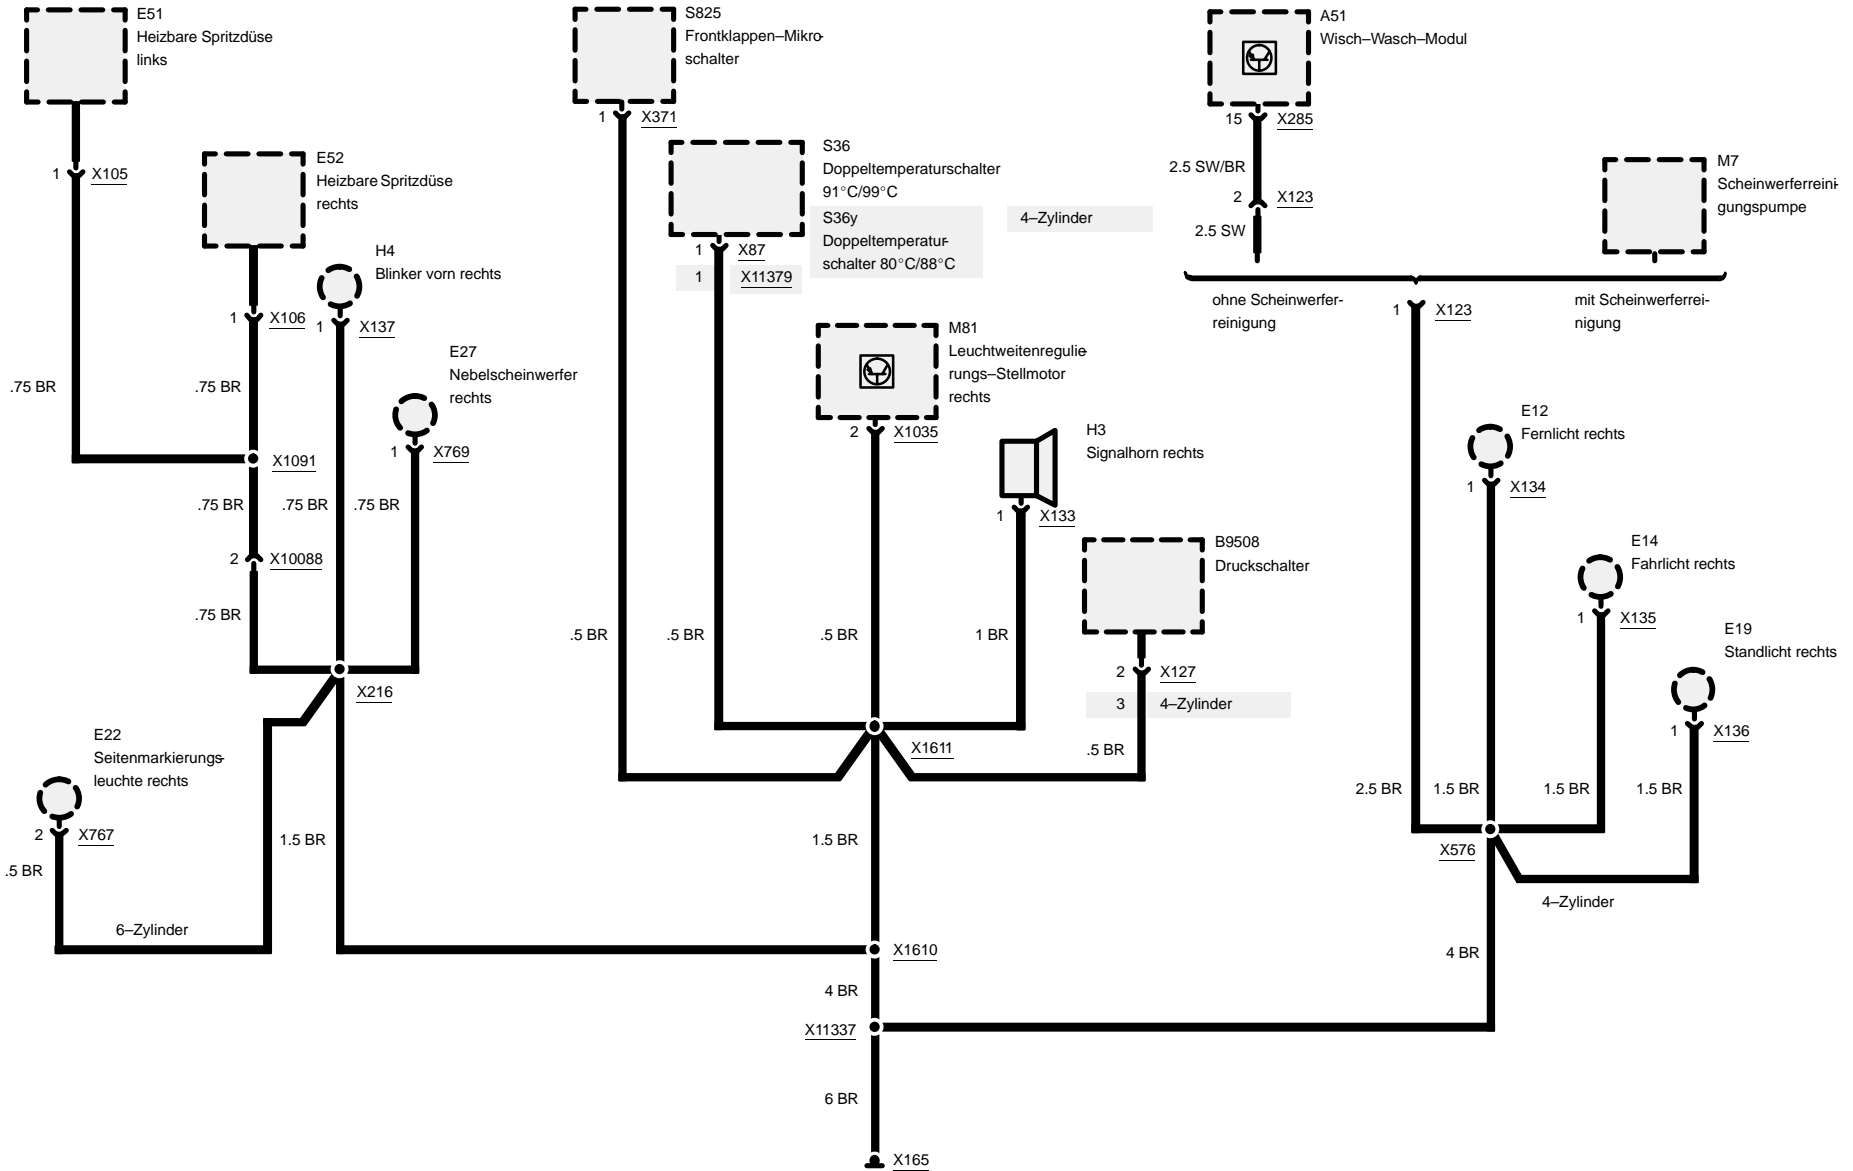 E51
Heizbare Spritzdüse
links
1 X105
.75 BR
E52
Heizbare Spritzdüse
rechts
1 X106
.75 BR
X1091
.75 BR
2 X10088
.75 BR
H4
Blinker vorn rechts
1 X137
.75 BR
E27
Nebelscheinwerfer
rechts
1 X769
.75 BR
X216
E22
Seitenmarkierungs-
leuchte rechts
2 X767
.5 BR
6–Zylinder
1.5 BR
S825
Frontklappen–Mikro-
schalter
1 X371
.5 BR
S36
Doppeltemperaturschalter
91°C/99°C
S36y
Doppeltemperatur-
schalter 80°C/88°C
4–Zylinder
1 X87
1 X11379
.5 BR
M81
Leuchtweitenregulie-
rungs–Stellmotor
rechts
2 X1035
.5 BR
H3
Signalhorn rechts
1 X133
1 BR
B9508
Druckschalter
2 X127
3 4–Zylinder
.5 BR
X1611
1.5 BR
X1610
4 BR
X11337
6 BR
X165
A51
Wisch–Wasch–Modul
15 X285
2.5 SW/BR
2 X123
2.5 SW
M7
Scheinwerferreini-
gungspumpe
ohne Scheinwerfer-
reinigung
mit Scheinwerferrei-
nigung
1 X123
2.5 BR
E12
Fernlicht rechts
1 X134
1.5 BR
E14
Fahrlicht rechts
1 X135
1.5 BR
E19
Standlicht rechts
1 X136
1.5 BR
X576
4–Zylinder
4 BR